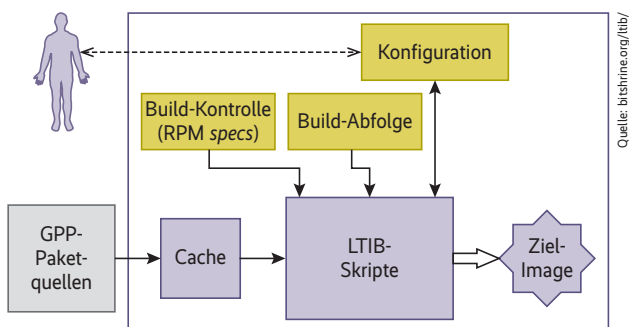 Konfiguration
Build-Kontrolle
(RPM specs)
Build-Abfolge
GPP-
Paket-
quellen
Cache
LTIB-
Skripte
Ziel-
Image
Quelle: bitshrine.org/ltib/